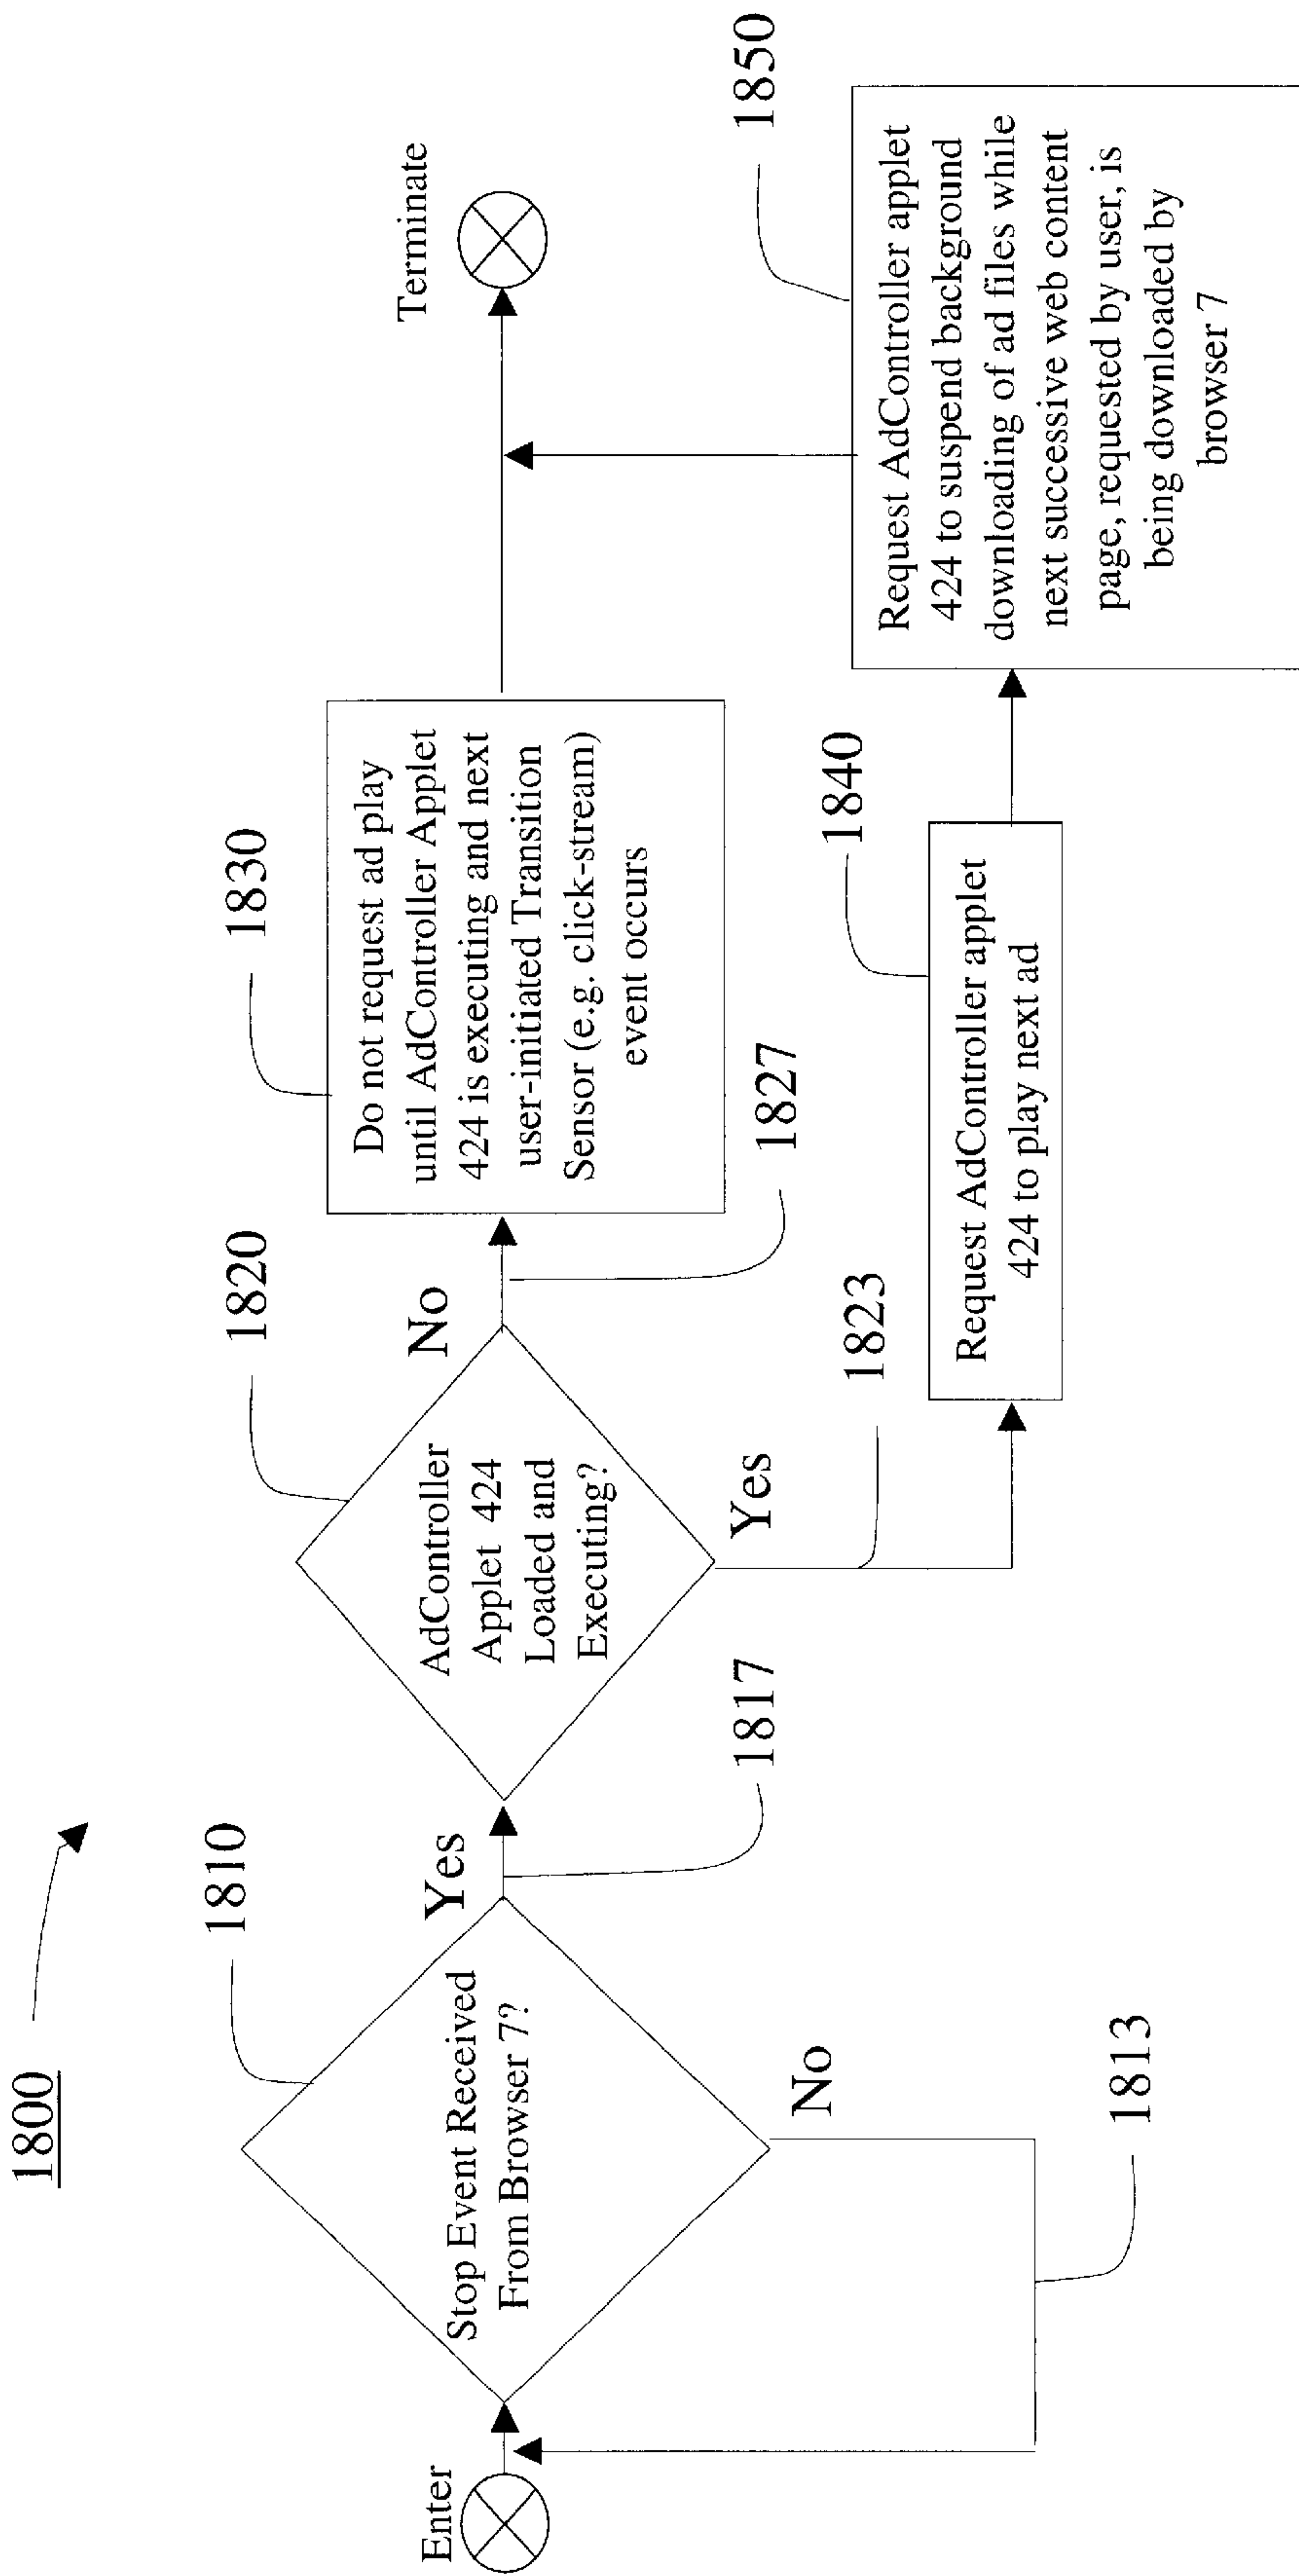 1800
Enter
Stop Event Received
From Browser 7?
1810
Yes
1817
No
1813
AdController
Applet 424
Loaded and
Executing?
1820
No
1827
Yes
1823
Do not request ad play
until AdController Applet
424 is executing and next
user-initiated Transition
Sensor (e.g. click-stream)
event occurs
1830
Terminate
Request AdController applet
424 to play next ad
1840
Request AdController applet
424 to suspend background
downloading of ad files while
next successive web content
page, requested by user, is
being downloaded by
browser 7
1850